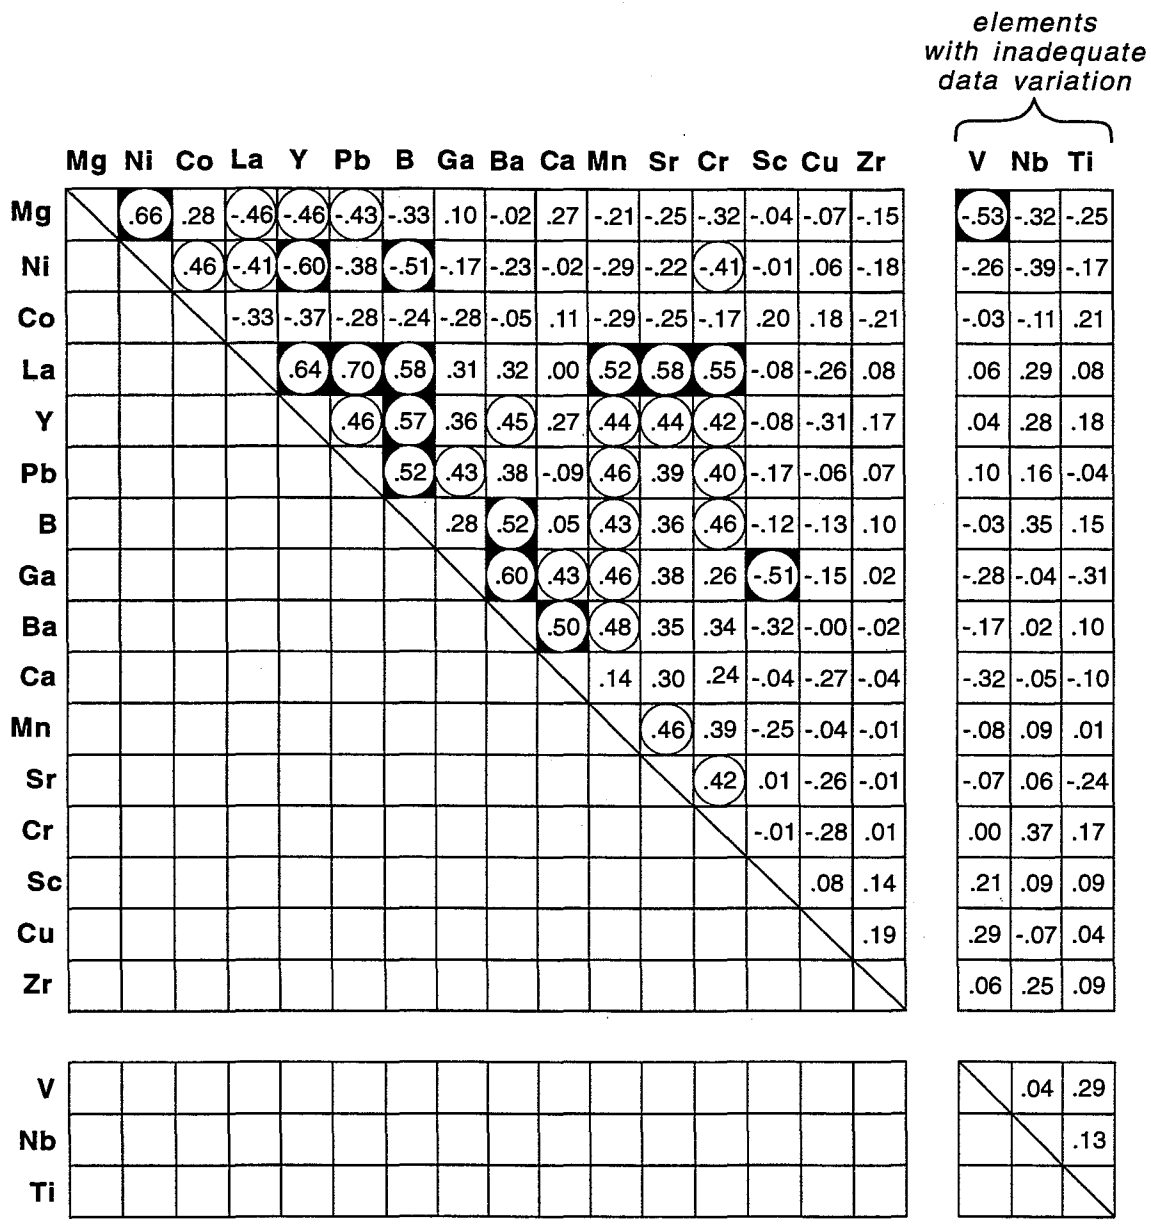 elements
with inadequate
data variation
Mg Ni Co La Y Pb B Ga Ba Ca Mn Sr Cr Sc Cu Zr V Nb Ti
Mg .66 .28 -.46 -.46 -.43 -.33 .10 -.02 .27 -.21 -.25 -.32 -.04 -.07 -.15 -.53 -.32 -.25
Ni .46 -.41 -.60 -.38 -.51 -.17 -.23 -.02 -.29 -.22 -.41 -.01 .06 -.18 -.26 -.39 -.17
Co -.33 -.37 -.28 -.24 -.28 -.05 .11 -.29 -.25 -.17 .20 .18 -.21 -.03 -.11 .21
La .64 .70 .58 .31 .32 .00 .52 .58 .55 -.08 -.26 .08 .06 .29 .08
Y .46 .57 .36 .45 .27 .44 .44 .42 -.08 -.31 .17 .04 .28 .18
Pb .52 .43 .38 -.09 .46 .39 .40 -.17 -.06 .07 .10 .16 -.04
B .28 .52 .05 .43 .36 .46 -.12 -.13 .10 -.03 .35 .15
Ga .60 .43 .46 .38 .26 -.51 -.15 .02 -.28 -.04 -.31
Ba .50 .48 .35 .34 -.32 -.00 -.02 -.17 .02 .10
Ca .14 .30 .24 -.04 -.27 -.04 -.32 -.05 -.10
Mn .46 .39 -.25 -.04 -.01 -.08 .09 .01
Sr .42 .01 -.26 -.01 -.07 .06 -.24
Cr -.01 -.28 .01 .00 .37 .17
Sc .08 .14 .21 .09 .09
Cu .19 .29 -.07 .04
Zr .06 .25 .09
V .04 .29
Nb .13
Ti